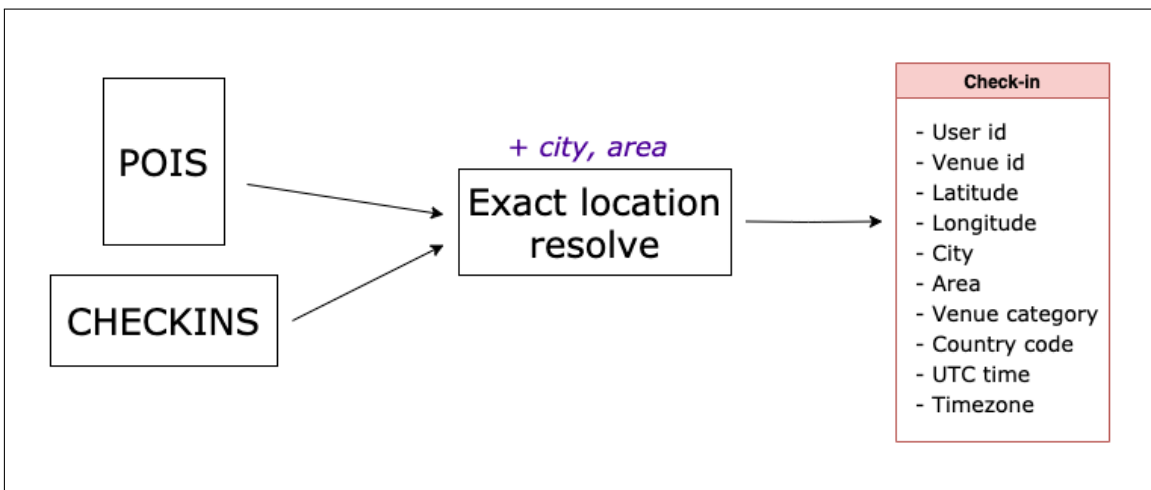 POIS
CHECKINS
+ city, area
Exact location
resolve
Check-in
- User id
- Venue id
- Latitude
- Longitude
- City
- Area
- Venue category
- Country code
- UTC time
- Timezone